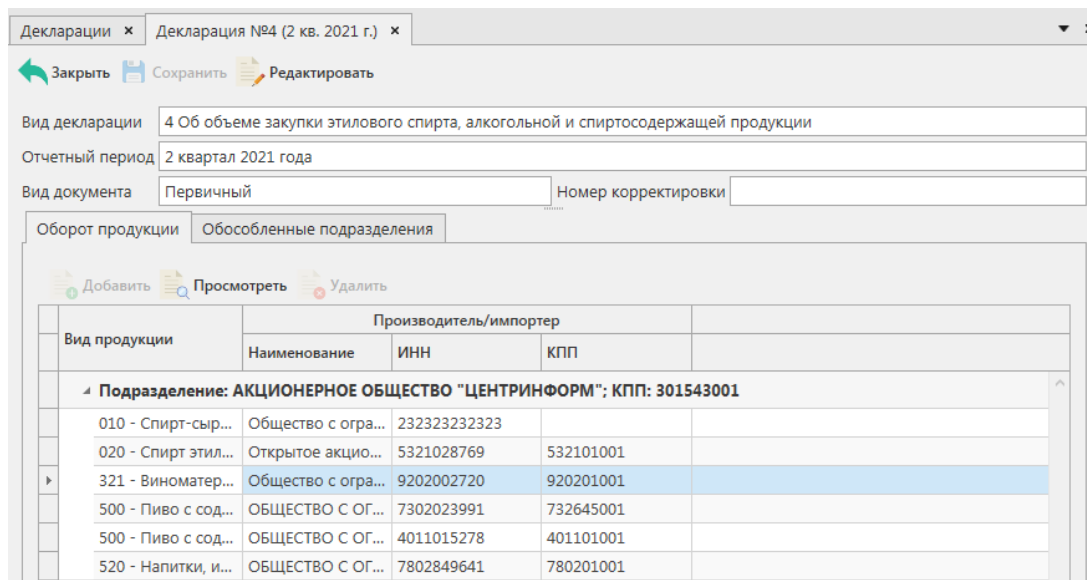 Декларации × Декларация №4 (2 кв. 2021 г.) ×
Закрыть Сохранить Редактировать
Вид декларации 4 Об объеме закупки этилового спирта, алкогольной и спиртосодержащей продукции
Отчетный период 2 квартал 2021 года
Вид документа Первичный Номер корректировки
Оборот продукции Обособленные подразделения
Добавить Просмотреть Удалить
Вид продукции Производитель/импортер
Наименование ИНН КПП
Подразделение: АКЦИОНЕРНОЕ ОБЩЕСТВО "ЦЕНТРИНФОРМ"; КПП: 301543001
010 - Спирт-сыр... Общество с огра... 232323232323
020 - Спирт этил... Открытое акцио... 5321028769 532101001
321 - Виноматер... Общество с огра... 9202002720 920201001
500 - Пиво с сод... ОБЩЕСТВО С ОГ... 7302023991 732645001
500 - Пиво с сод... ОБЩЕСТВО С ОГ... 4011015278 401101001
520 - Напитки, и... ОБЩЕСТВО С ОГ... 7802849641 780201001